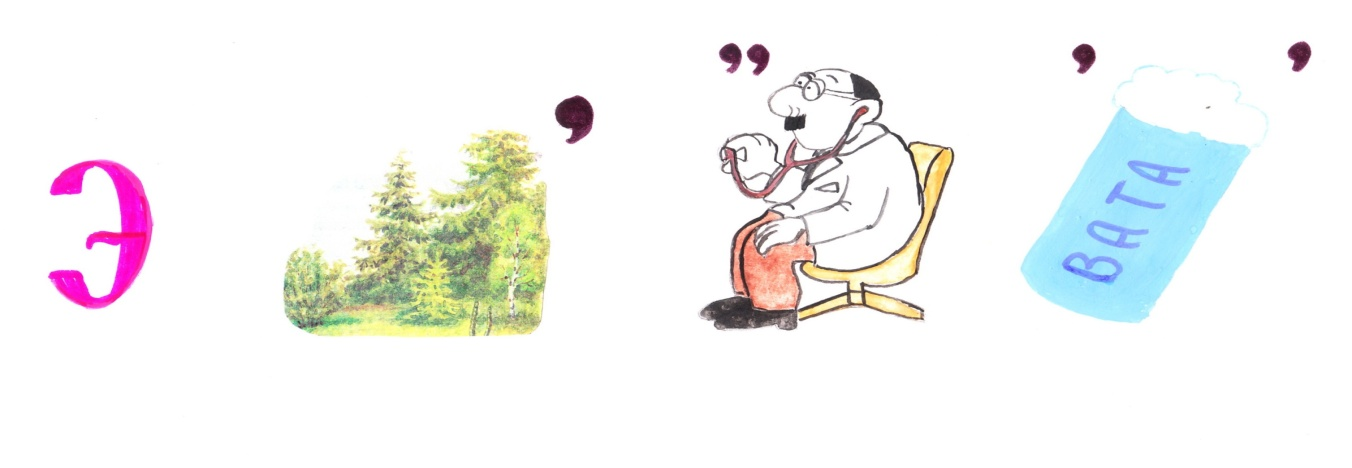 Э
,
,,
, ,
ВАТА